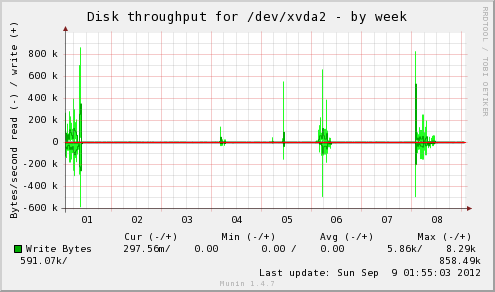 Disk throughput for /dev/xvda2 - by week
RRDTOOL / TOBI OETIKER
Bytes/second read (-) / write (+)
800 k
600 k
400 k
200 k
0
-200 k
-400 k
-600 k
01 02 03 04 05 06 07 08
Cur (-/+) Min (-/+) Avg (-/+) Max (-/+)
Write Bytes 297.56m/ 0.00 0.00 / 0.00 5.86k/ 8.29k
591.07k/ 858.49k
Last update: Sun Sep 9 01:55:03 2012
Munin 1.4.7